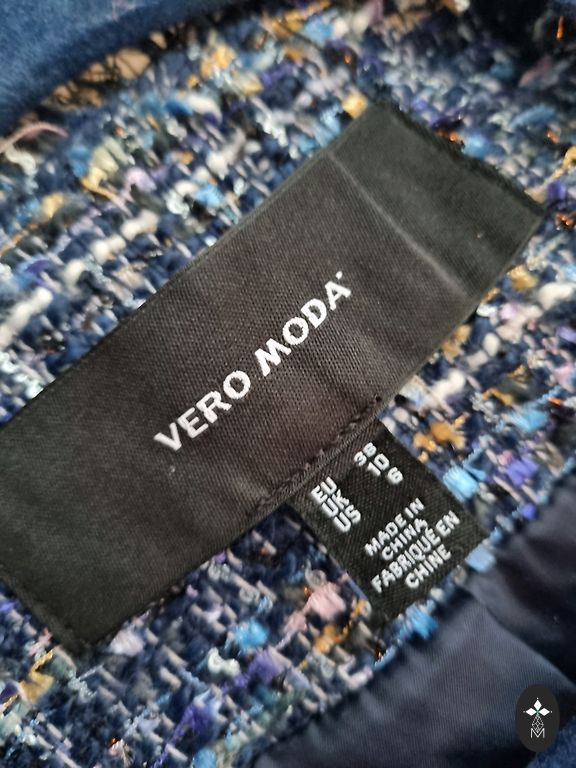 VERO MODA
EU 38
UK 10
US 6
MADE IN
CHINA
FABRIQUÉ EN
CHINE
M